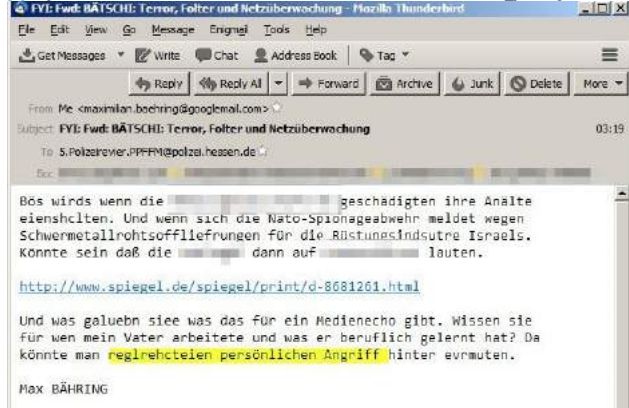 FYI: Fwd: BÄTSCHI: Terror, Folter und Netzüberwachung - Mozilla Thunderbird
File Edit View Go Message Enigmail Tools Help
Get Messages Write Chat Address Book Tag
Reply Reply All Forward Archive Junk Delete More
From Me <maximilian.baehring@googlemail.com>
Subject FYI: Fwd: BÄTSCHI: Terror, Folter und Netzüberwachung 03:19
To 5.Polizeirevier.PPFFM@polizei.hessen.de
Bcc
Bös wirds wenn die geschädigten ihre Anälte
eienshclten. Und wenn sich die Nato-Spionageabwehr meldet wegen
Schwermetallrohtsoffliefrungen für die Rüstungsindsutre Israels.
Könnte sein daß die dann auf lauten.
http://www.spiegel.de/spiegel/print/d-8681261.html
Und was galuebn siee was das für ein Medienecho gibt. Wissen sie
für wen mein Vater arbeitete und was er beruflich gelernt hat? Da
könnte man reglrehcteien persönlichen Angriff hinter evrmuten.
Max BÄHRING